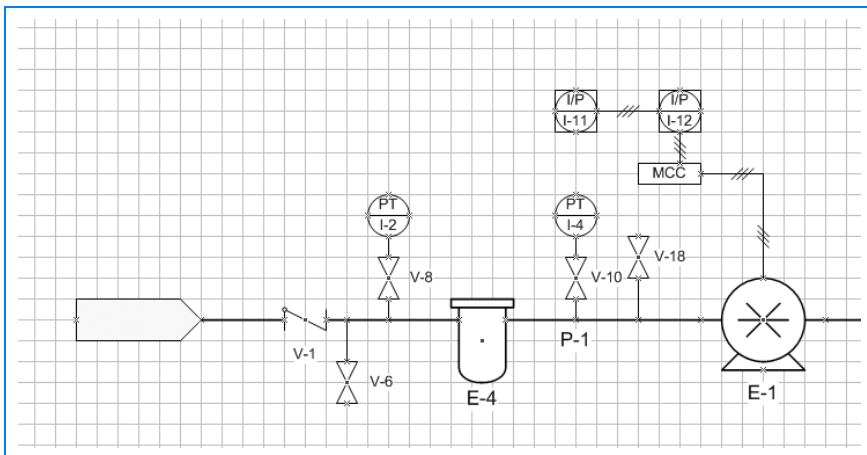 I/P
I-11
I/P
I-12
MCC
PT
I-2
PT
I-4
V-8
V-10
V-18
V-1
V-6
E-4
P-1
E-1